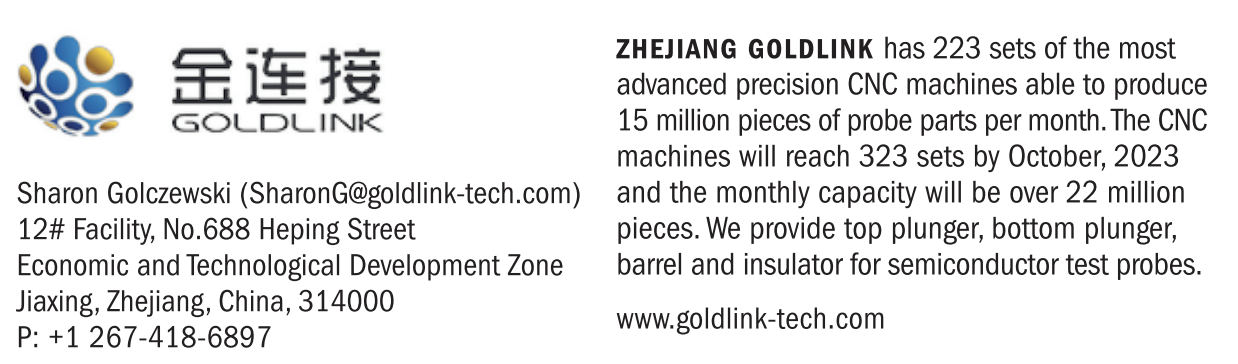 金连接
GOLDLINK
Sharon Golczewski (SharonG@goldlink-tech.com)
12# Facility, No.688 Heping Street
Economic and Technological Development Zone
Jiaxing, Zhejiang, China, 314000
P: +1 267-418-6897
ZHEJIANG GOLDLINK has 223 sets of the most
advanced precision CNC machines able to produce
15 million pieces of probe parts per month. The CNC
machines will reach 323 sets by October, 2023
and the monthly capacity will be over 22 million
pieces. We provide top plunger, bottom plunger,
barrel and insulator for semiconductor test probes.
www.goldlink-tech.com